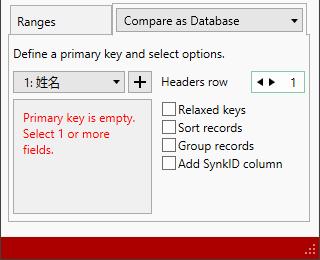 Ranges
Compare as Database
Define a primary key and select options.
1: 姓名
+
Headers row
1
Primary key is empty.
Select 1 or more
fields.
Relaxed keys
Sort records
Group records
Add SynkID column